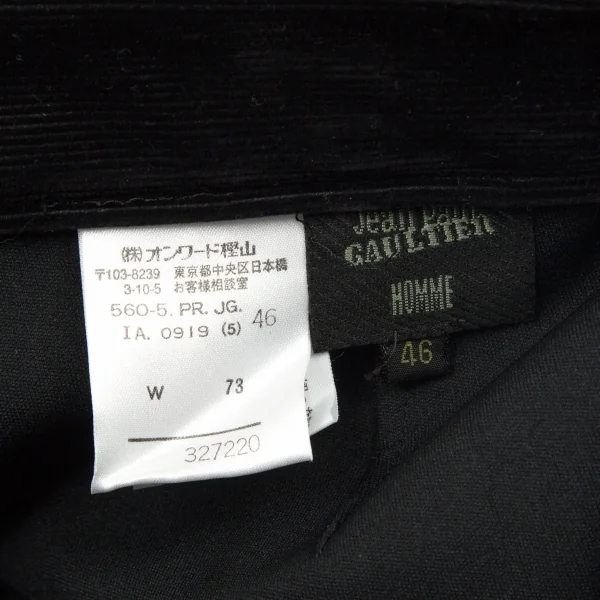 (株)オンワード樫山
〒103-8239 東京都中央区日本橋
3-10-5 お客様相談室
560-5. PR. JG.
IA. 0919 (5) 46
W 73
327220
Jean Paul
GAULTIER
HOMME
46